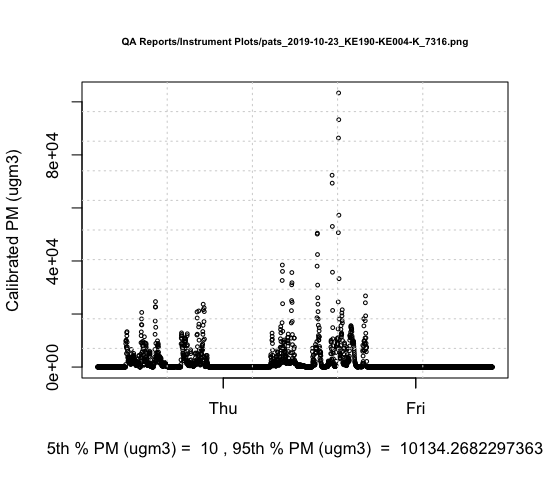 QA Reports/Instrument Plots/pats_2019-10-23_KE190-KE004-K_7316.png
Calibrated PM (ugm3)
8e+04
4e+04
0e+00
Thu Fri
5th % PM (ugm3) = 10 , 95th % PM (ugm3) = 10134.2682297363